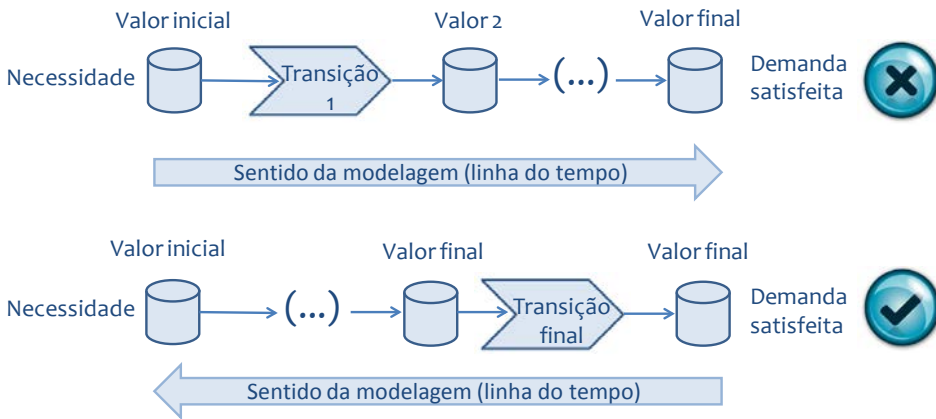 Valor inicial Valor 2 Valor final
Necessidade Transição (...) Demanda
1 satisfeita
Sentido da modelagem (linha do tempo)
Valor inicial Valor final Valor final
Necessidade (...) Transição Demanda
final satisfeita
Sentido da modelagem (linha do tempo)